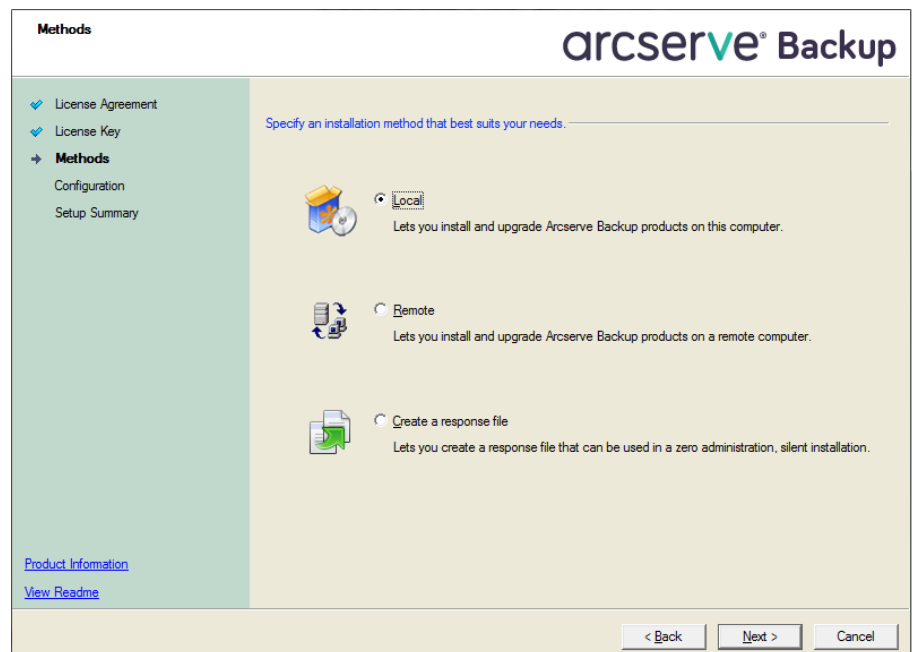 Methods
arcserve® Backup
License Agreement
License Key
Methods
Configuration
Setup Summary
Specify an installation method that best suits your needs.
Local
Lets you install and upgrade Arcserve Backup products on this computer.
Remote
Lets you install and upgrade Arcserve Backup products on a remote computer.
Create a response file
Lets you create a response file that can be used in a zero administration, silent installation.
Product Information
View Readme
< Back
Next >
Cancel